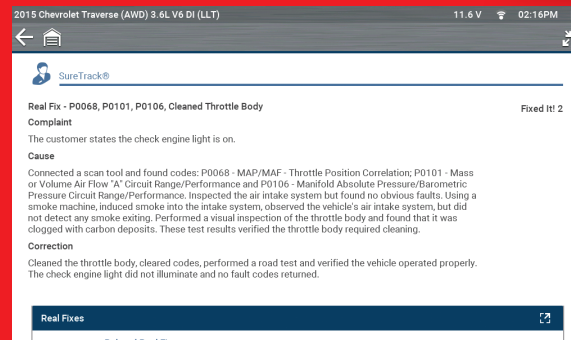 2015 Chevrolet Traverse (AWD) 3.6L V6 DI (LLT) 11.6 V 02:16PM
SureTrack®
Real Fix - P0068, P0101, P0106, Cleaned Throttle Body Fixed It! 2
Complaint
The customer states the check engine light is on.
Cause
Connected a scan tool and found codes: P0068 - MAP/MAF - Throttle Position Correlation; P0101 - Mass
or Volume Air Flow "A" Circuit Range/Performance and P0106 - Manifold Absolute Pressure/Barometric
Pressure Circuit Range/Performance. Inspected the air intake system but found no obvious faults. Using a
smoke machine, induced smoke into the intake system, observed the vehicle's air intake system, but did
not detect any smoke exiting. Performed a visual inspection of the throttle body and found that it was
clogged with carbon deposits. These test results verified the throttle body required cleaning.
Correction
Cleaned the throttle body, cleared codes, performed a road test and verified the vehicle operated properly.
The check engine light did not illuminate and no fault codes returned.
Real Fixes